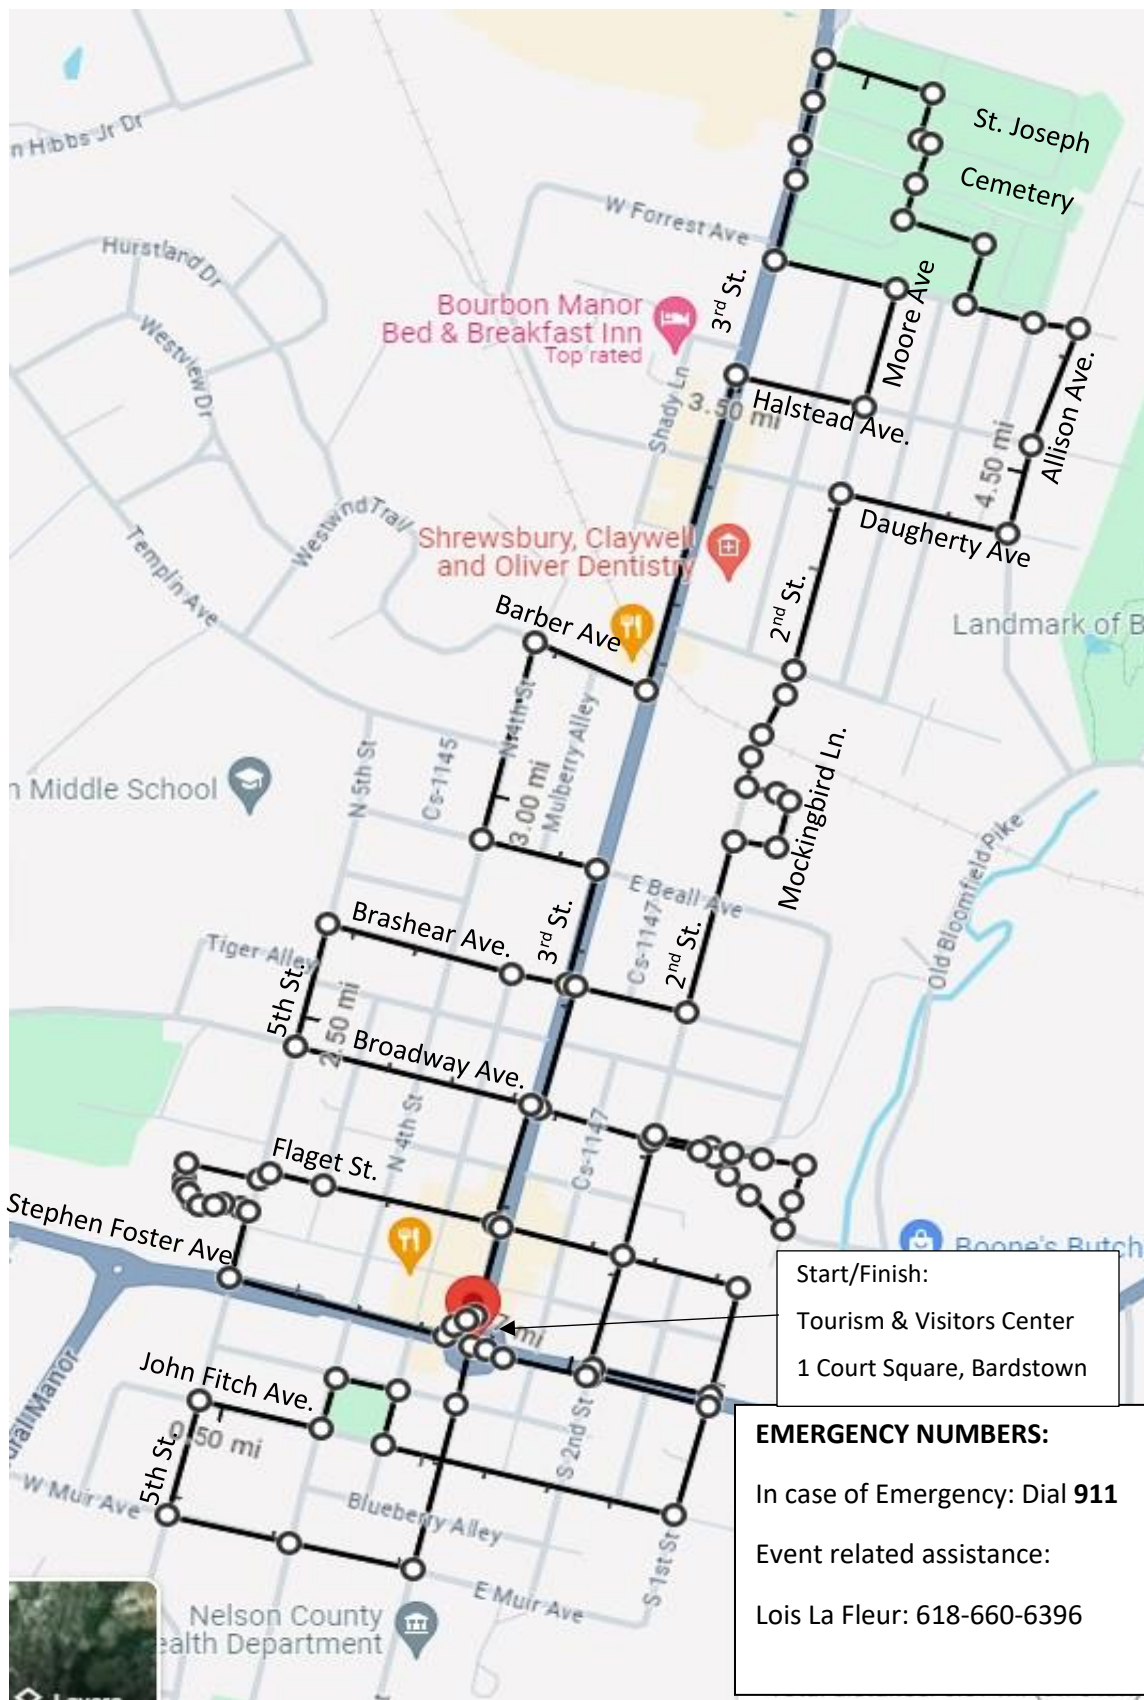 n Hibbs Jr Dr
St. Joseph
Cemetery
W Forrest Ave
Hurstland Dr
3rd St.
Moore Ave
Bourbon Manor
Bed & Breakfast Inn
Top rated
Westview Dr
Shady Ln
3.50 mi
Halstead Ave.
Allison Ave.
4.50 mi
Westwind Trail
Templin Ave
Shrewsbury, Claywell
and Oliver Dentistry
Daugherty Ave
2nd St.
Barber Ave
Landmark of B
N 4th St
Mulberry Alley
N 5th St
Cs-1145
n Middle School
3.00 mi
Mockingbird Ln.
Old Bloomfield Pike
E Beall Ave
Brashear Ave.
3rd St.
Cs-1147
2nd St.
Tiger Alley
5th St.
2.50 mi
Broadway Ave.
N 4th St
Cs-1147
Flaget St.
Stephen Foster Ave
Boone's Butch
Start/Finish:
Tourism & Visitors Center
1 Court Square, Bardstown
mi
John Fitch Ave.
0.50 mi
5th St.
ural Manor
W Muir Ave
Blueberry Alley
S 2nd St
S 1st St
E Muir Ave
Nelson County
ealth Department
EMERGENCY NUMBERS:
In case of Emergency: Dial 911
Event related assistance:
Lois La Fleur: 618-660-6396